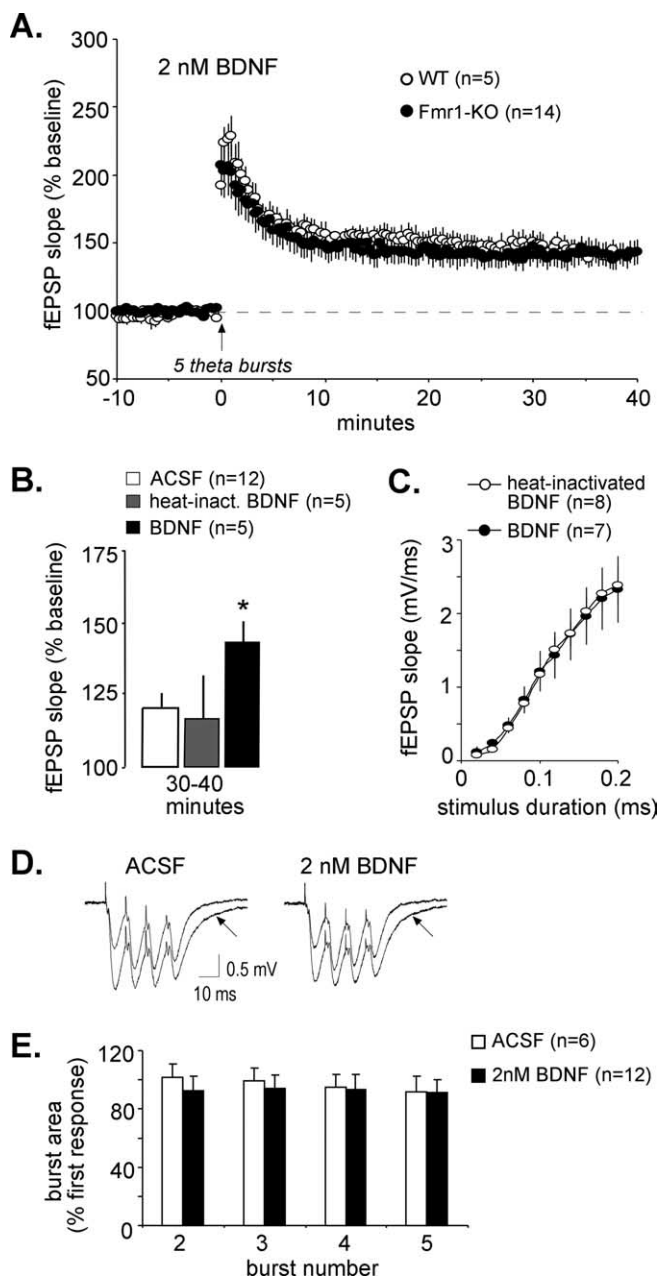 A.
300
250
200
150
100
50
fEPSP slope (% baseline)
2 nM BDNF
WT (n=5)
Fmr1-KO (n=14)
5 theta bursts
-10
0
10
20
30
40
minutes
B.
ACSF (n=12)
heat-inact. BDNF (n=5)
BDNF (n=5)
175
150
125
100
fEPSP slope (% baseline)
*
30-40
minutes
C.
heat-inactivated
BDNF (n=8)
BDNF (n=7)
3
2
1
0
fEPSP slope (mV/ms)
0
0.1
0.2
stimulus duration (ms)
D.
ACSF
2 nM BDNF
0.5 mV
10 ms
E.
ACSF (n=6)
2nM BDNF (n=12)
120
80
40
0
burst area
(% first response)
2
3
4
5
burst number